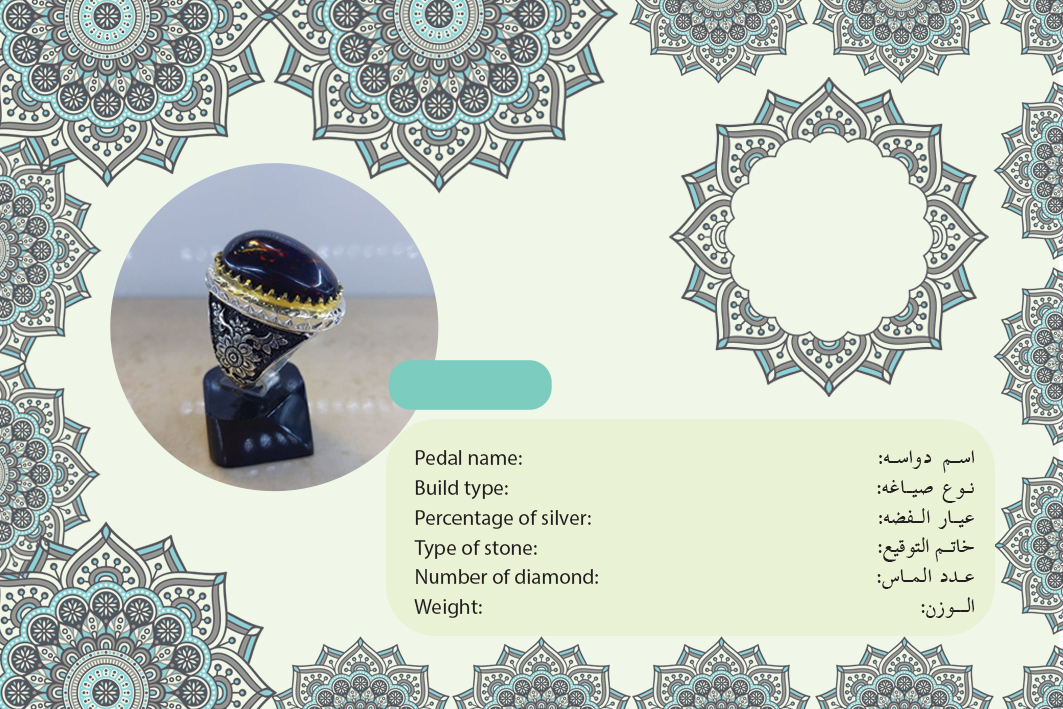 Pedal name: اسم دواسه:
Build type: نوع صياغه:
Percentage of silver: عيار الفضه:
Type of stone: خاتم التوقيع:
Number of diamond: عدد الماس:
Weight: الوزن: